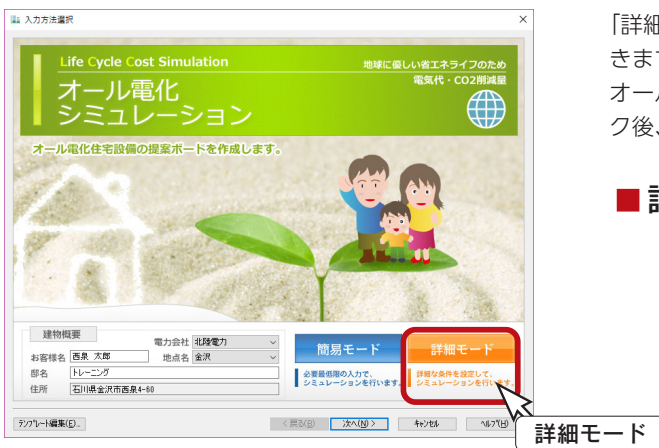 入力方法選択
Life Cycle Cost Simulation
オール電化
シミュレーション
地球に優しい省エネライフのため
電気代・CO2削減量
オール電化住宅設備の提案ボードを作成します。
建物概要
電力会社 北陸電力
お客様名 西泉 太郎 地点名 金沢
邸名 トレーニング
住所 石川県金沢市西泉4-60
簡易モード
必要最低限の入力で、
シミュレーションを行います。
詳細モード
詳細な条件を設定して、
シミュレーションを行います。
テンプレート編集(E)...
< 戻る(B) 次へ(N) > キャンセル ヘルプ(H)
詳細モード
「詳細
きます
オール
ク後、